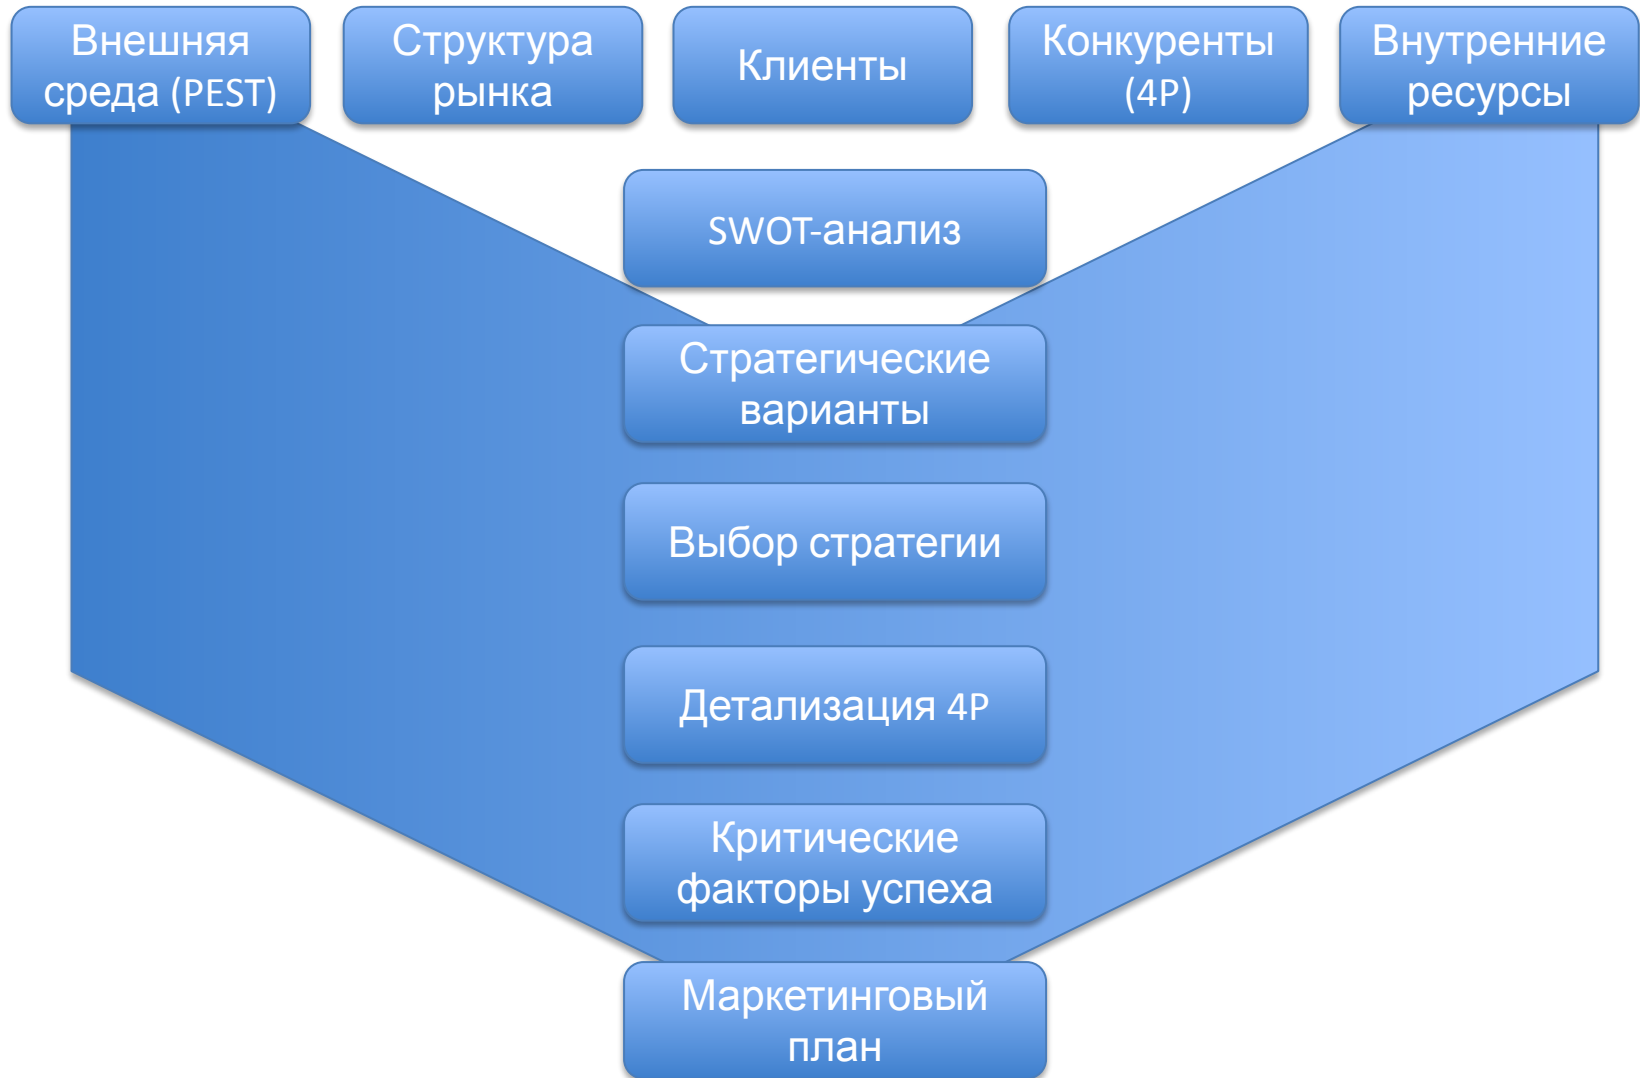 Внешняя
среда (PEST)
Структура
рынка
Клиенты
Конкуренты
(4P)
Внутренние
ресурсы
SWOT-анализ
Стратегические
варианты
Выбор стратегии
Детализация 4P
Критические
факторы успеха
Маркетинговый
план